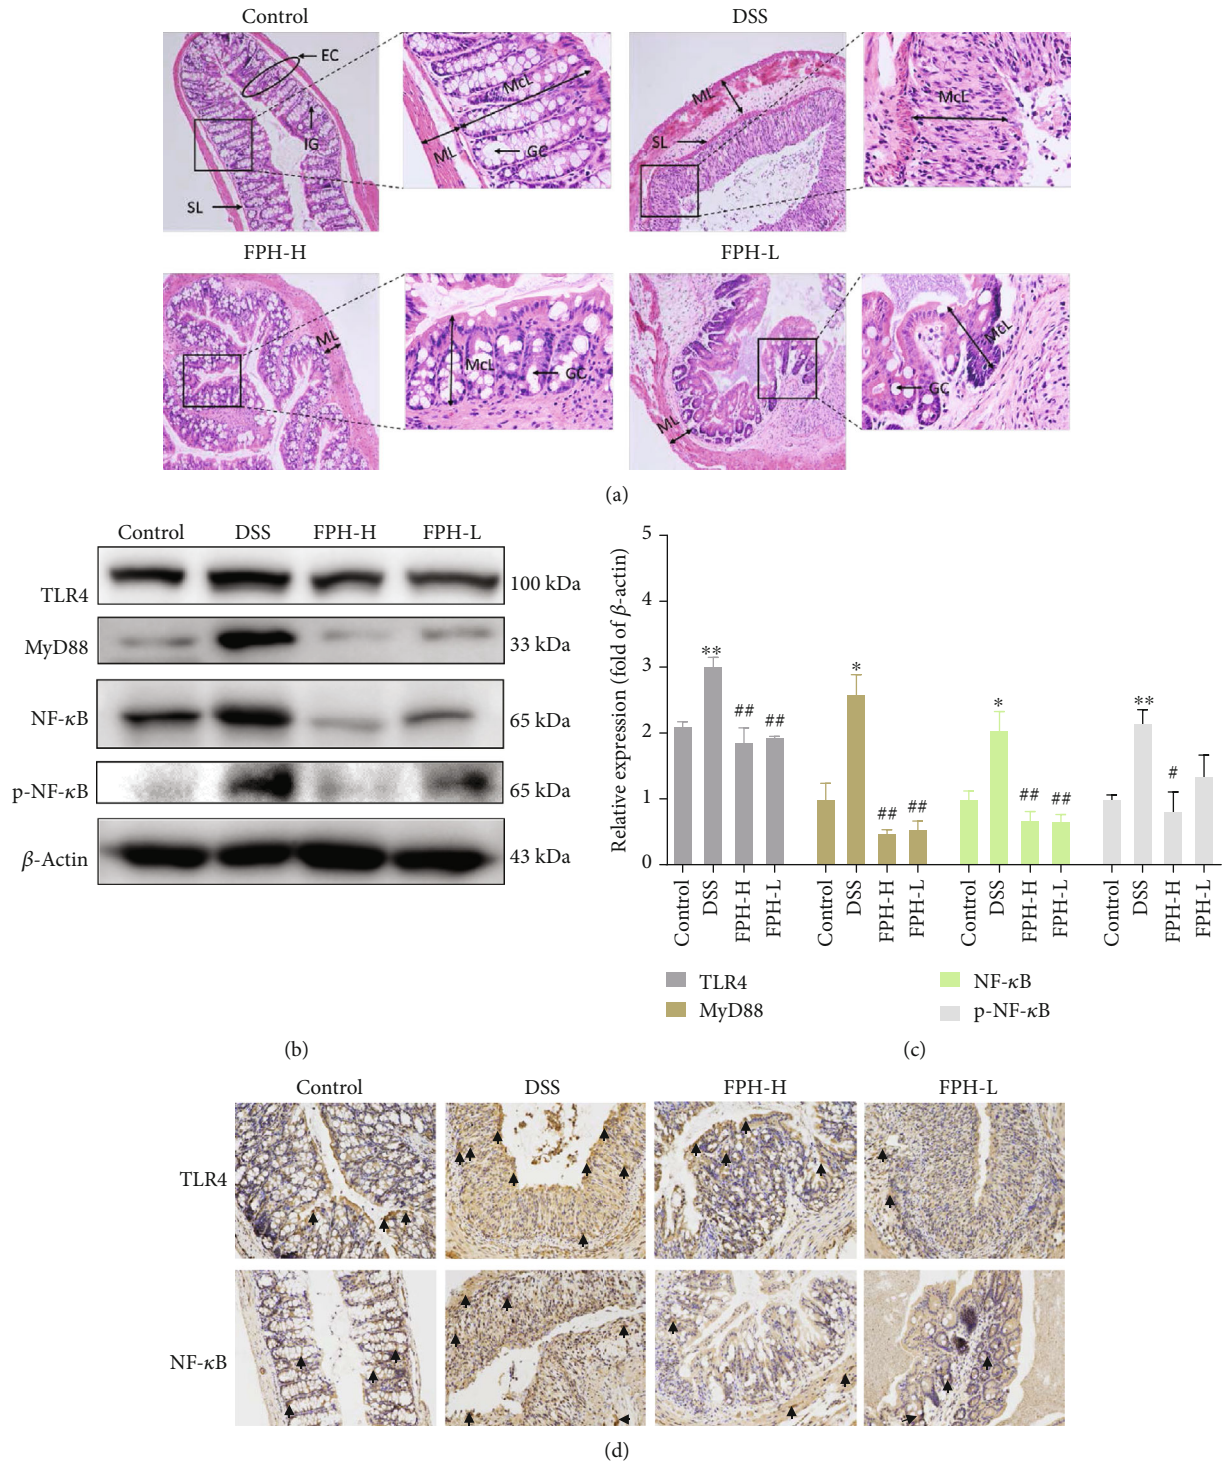 Control
DSS
EC
IG
SL
McL
ML
GC
ML
SL
McL
FPH-H
FPH-L
ML
McL
GC
ML
McL
GC
(a)
Control DSS FPH-H FPH-L
TLR4 100 kDa
MyD88 33 kDa
NF-κB 65 kDa
p-NF-κB 65 kDa
β-Actin 43 kDa
(b)
Relative expression (fold of β-actin)
5
4
3
2
1
0
** ## ##
* ## ##
* ## ##
** #
Control DSS FPH-H FPH-L Control DSS FPH-H FPH-L Control DSS FPH-H FPH-L Control DSS FPH-H FPH-L
TLR4 NF-κB
MyD88 p-NF-κB
(c)
Control DSS FPH-H FPH-L
TLR4
NF-κB
(d)